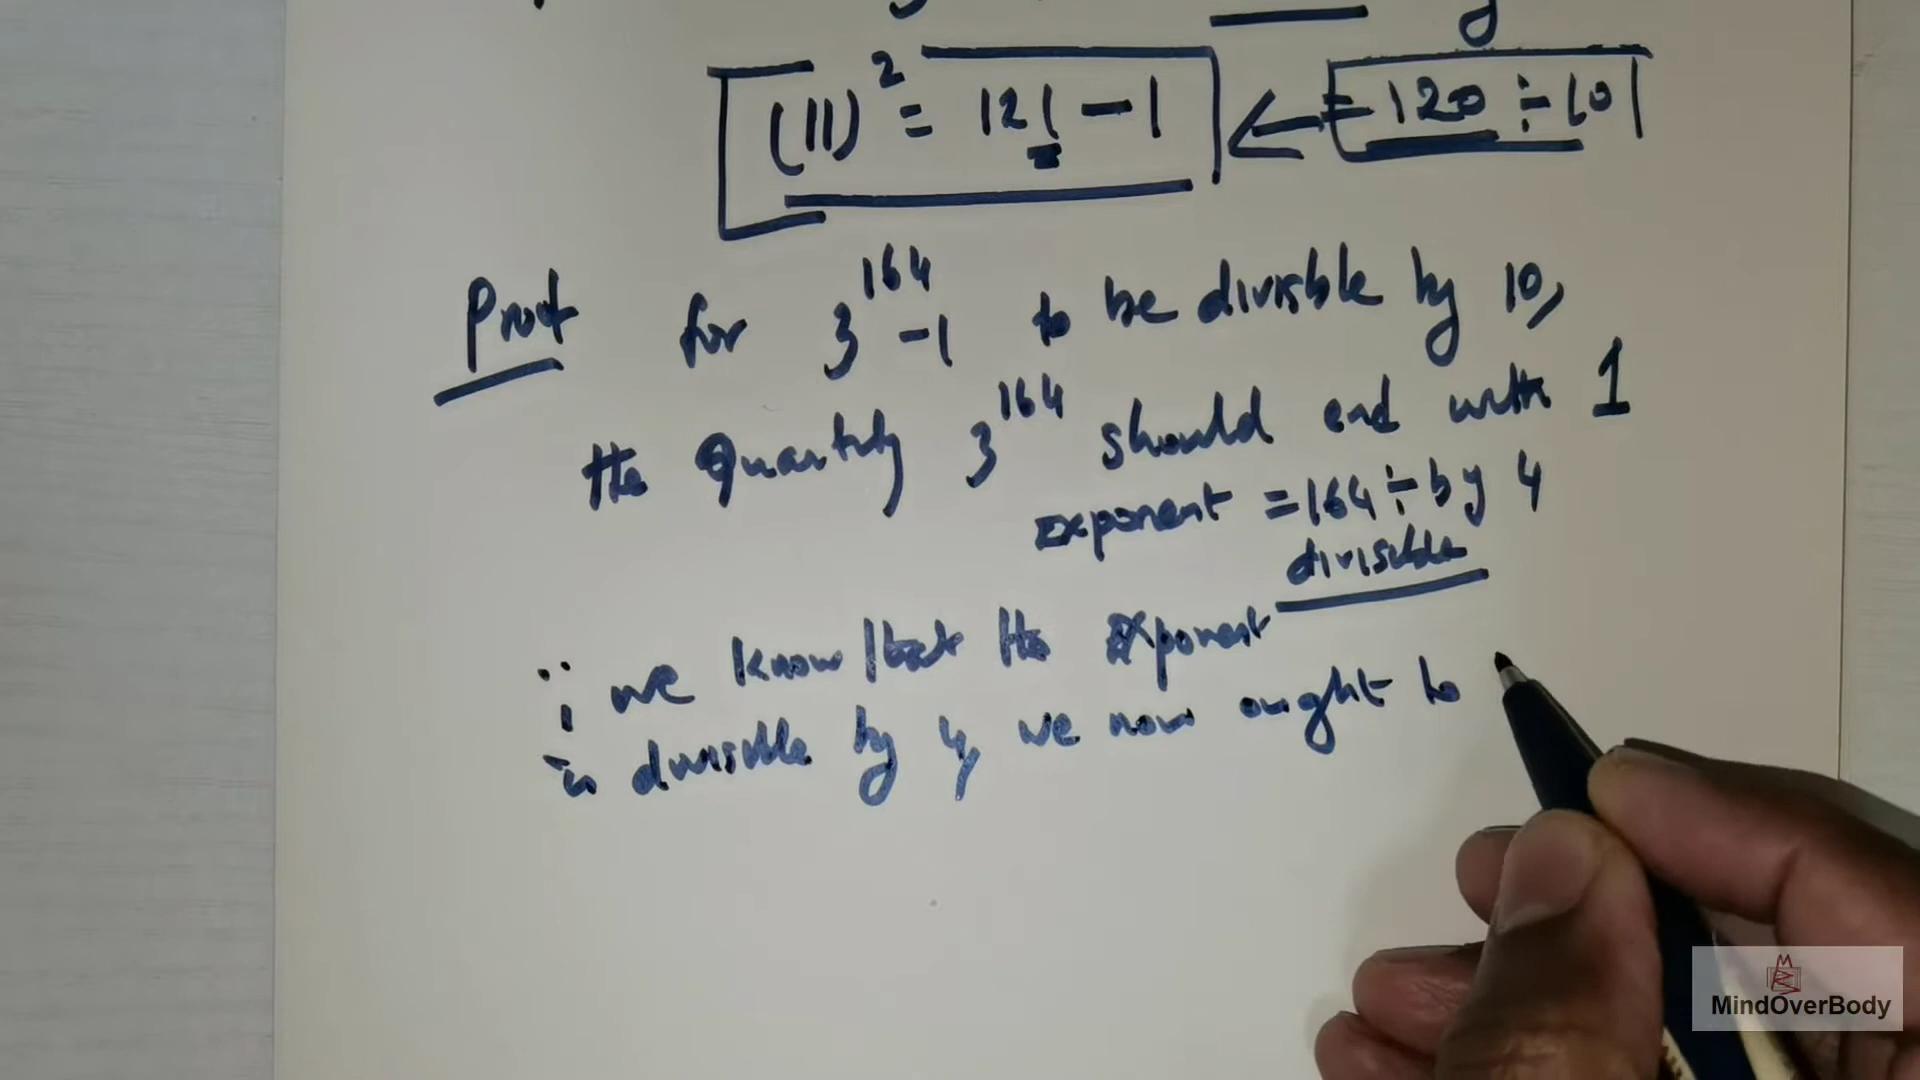 (11)² = 121 - 1 ← = 120 ÷ 10
Proof for 3¹⁶⁴ - 1 to be divisble by 10,
the Quantity 3¹⁶⁴ should end with 1
Exponent = 164 ÷ by 4
divisible
we know that the Exponent
is divisible by 4, we now ought to
MindOverBody